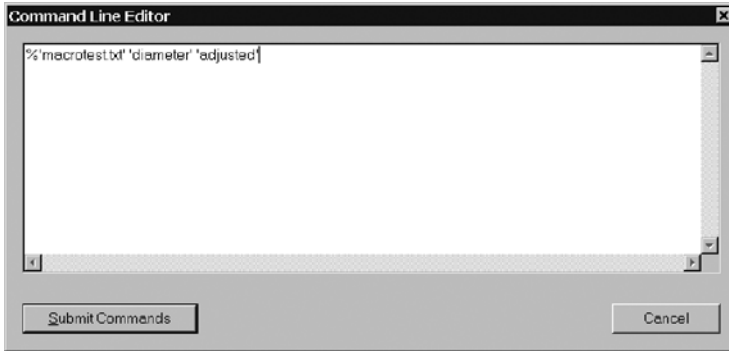 Command Line Editor
%'macrotest.txt' 'diameter' 'adjusted'
Submit Commands
Cancel